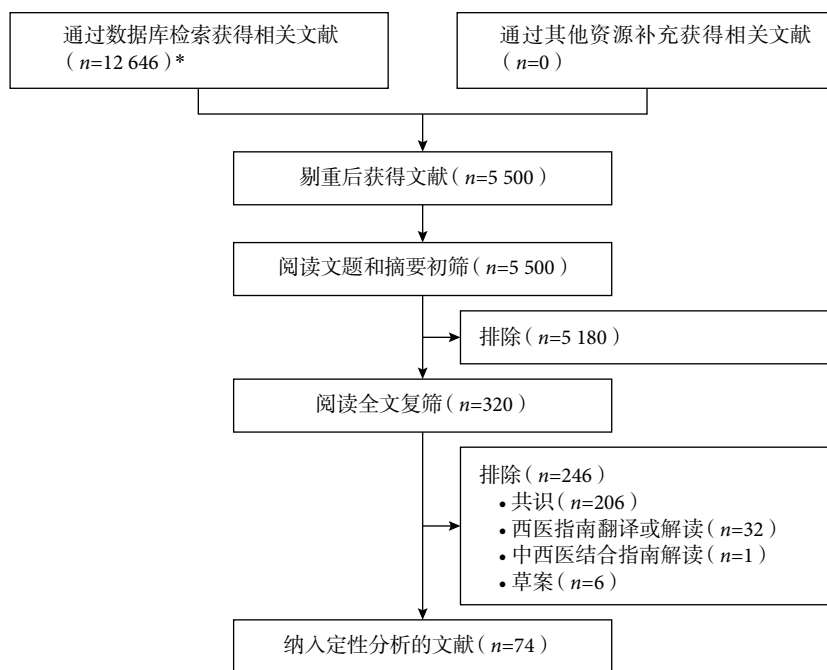 通过数据库检索获得相关文献
（n=12 646）*
通过其他资源补充获得相关文献
（n=0）
剔重后获得文献（n=5 500）
阅读文题和摘要初筛（n=5 500）
排除（n=5 180）
阅读全文复筛（n=320）
排除（n=246）
• 共识（n=206）
• 西医指南翻译或解读（n=32）
• 中西医结合指南解读（n=1）
• 草案（n=6）
纳入定性分析的文献（n=74）